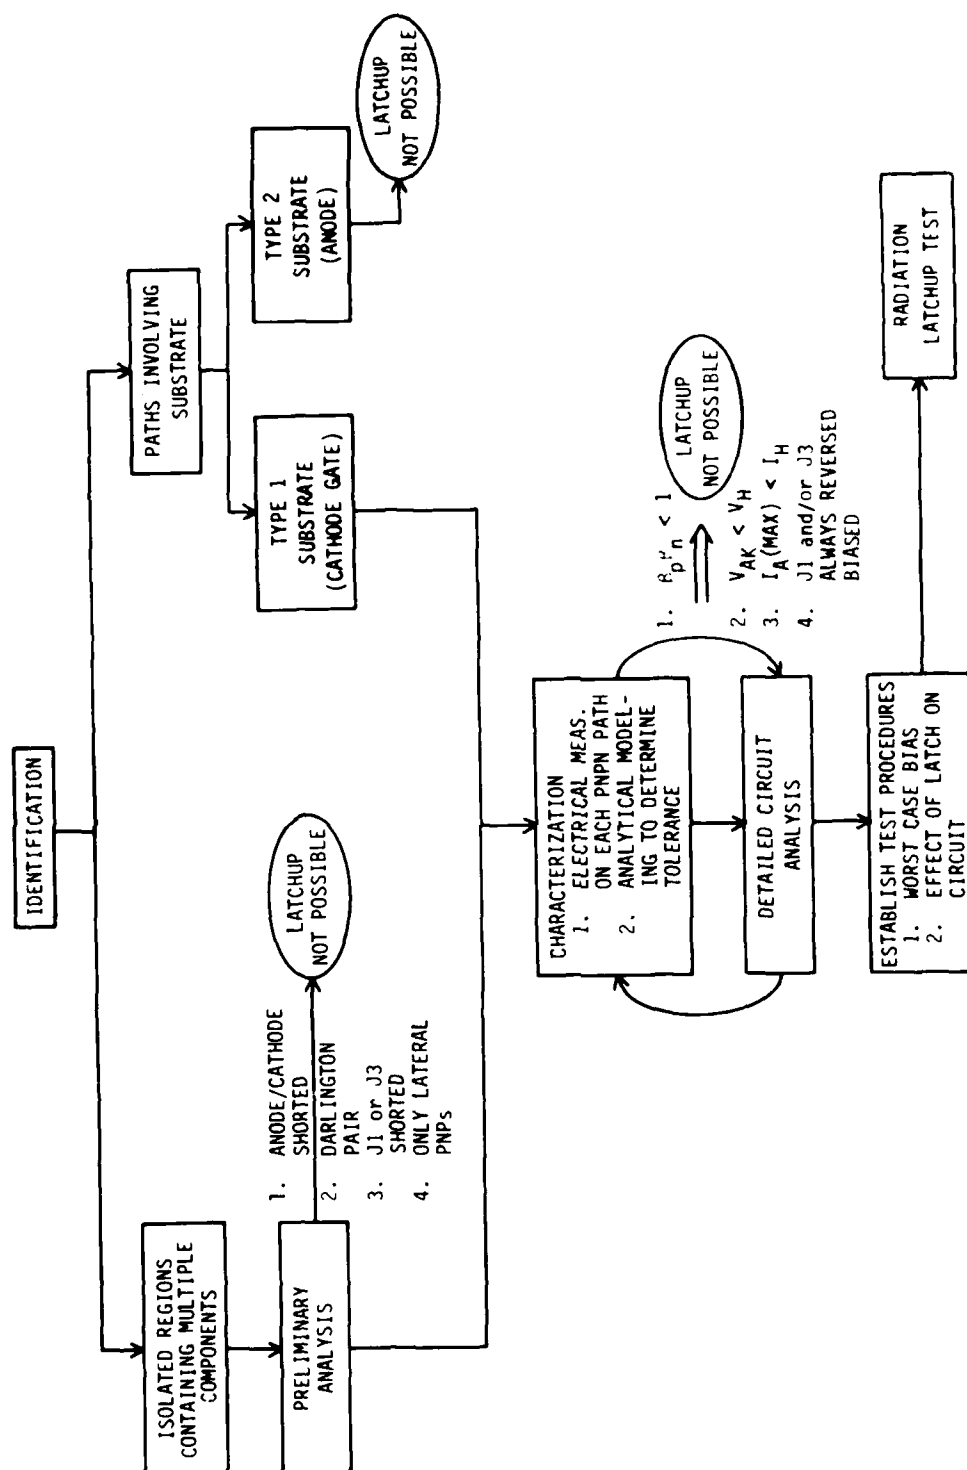 IDENTIFICATION
ISOLATED REGIONS
CONTAINING MULTIPLE
COMPONENTS
PRELIMINARY
ANALYSIS
1. ANODE/CATHODE
SHORTED
2. DARLINGTON
PAIR
3. J1 or J3
SHORTED
4. ONLY LATERAL
PNPs
LATCHUP
NOT POSSIBLE
PATHS INVOLVING
SUBSTRATE
TYPE 1
SUBSTRATE
(CATHODE GATE)
TYPE 2
SUBSTRATE
(ANODE)
LATCHUP
NOT POSSIBLE
CHARACTERIZATION
1. ELECTRICAL MEAS.
ON EACH PNPN PATH
2. ANALYTICAL MODEL-
ING TO DETERMINE
TOLERANCE
DETAILED CIRCUIT
ANALYSIS
1. < 1
2. V_AK < V_H
3. I_A(MAX) < I_H
4. J1 and/or J3
ALWAYS REVERSED
BIASED
LATCHUP
NOT POSSIBLE
ESTABLISH TEST PROCEDURES
1. WORST CASE BIAS
2. EFFECT OF LATCH ON
CIRCUIT
RADIATION
LATCHUP TEST